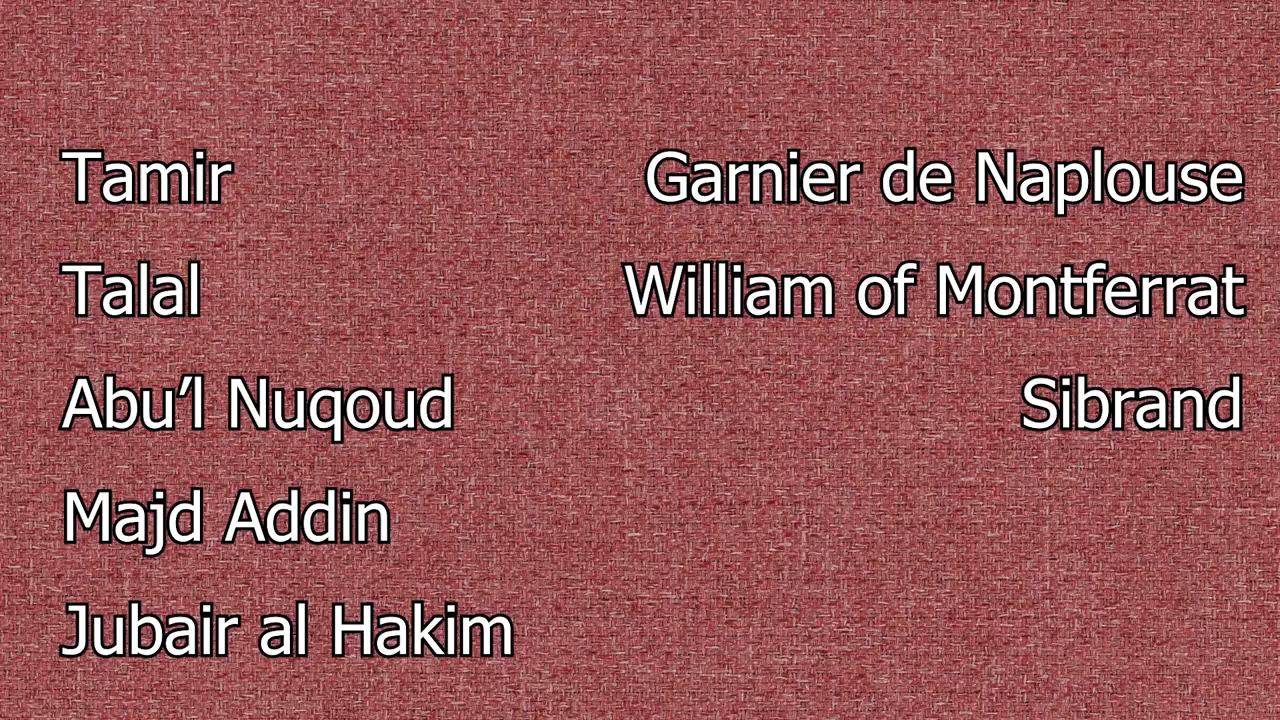 Tamir
Talal
Abu’l Nuqoud
Majd Addin
Jubair al Hakim
Garnier de Naplouse
William of Montferrat
Sibrand